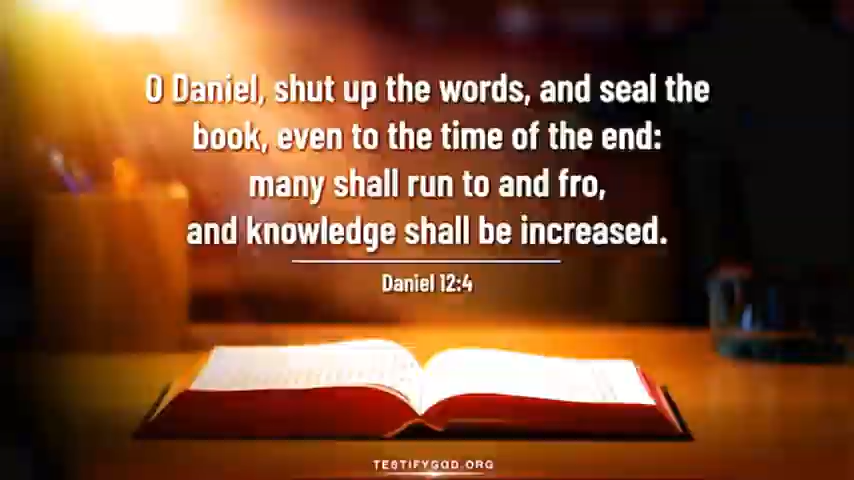 O Daniel, shut up the words, and seal the
book, even to the time of the end:
many shall run to and fro,
and knowledge shall be increased.
Daniel 12:4
TESTIFYGOD.ORG